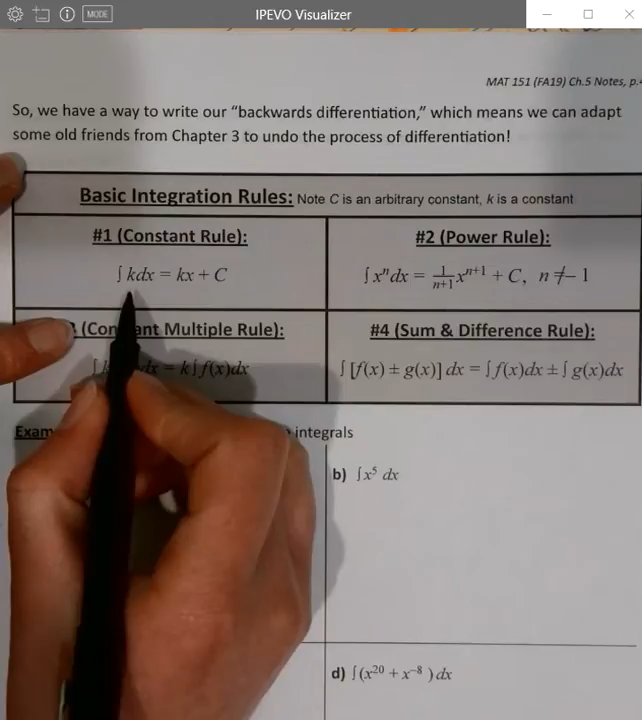 MODE
IPEVO Visualizer
MAT 151 (FA19) Ch.5 Notes, p.
So, we have a way to write our “backwards differentiation,” which means we can adapt
some old friends from Chapter 3 to undo the process of differentiation!
Basic Integration Rules: Note C is an arbitrary constant, k is a constant
#1 (Constant Rule):
∫ kdx = kx + C
#2 (Power Rule):
∫ xⁿdx = 1/(n+1) xⁿ⁺¹ + C, n ≠ −1
Multiple Rule):
dx = k∫ f(x)dx
#4 (Sum & Difference Rule):
∫ [f(x) ± g(x)] dx = ∫ f(x)dx ± ∫ g(x)dx
integrals
b) ∫ x⁵ dx
d) ∫ (x²⁰ + x⁻⁸ ) dx